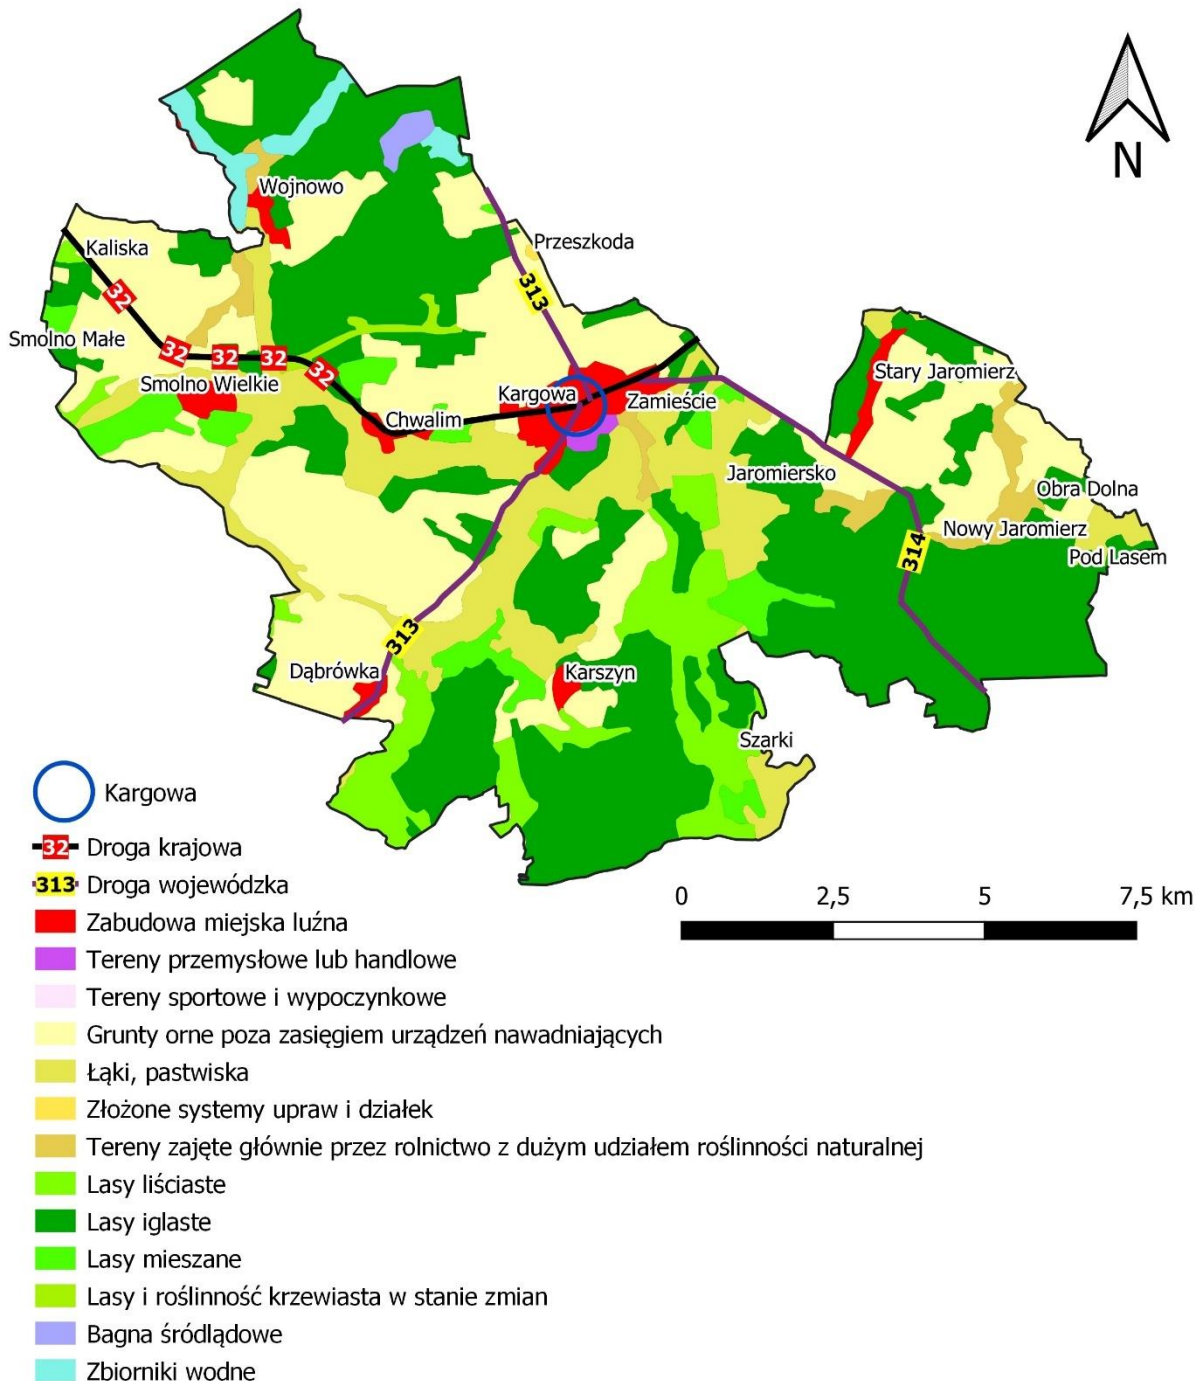 N
Wojnowo
Przeszkoda
Kaliska
32
313
Smolno Małe
32
32
32
32
Smolno Wielkie
Stary Jaromierz
Kargowa
Zamieście
Chwalim
Jaromiersko
Obra Dolna
Nowy Jaromierz
Pod Lasem
314
313
Dąbrówka
Karszyn
Szarki
Kargowa
32 Droga krajowa
313 Droga wojewódzka
0 2,5 5 7,5 km
Zabudowa miejska luźna
Tereny przemysłowe lub handlowe
Tereny sportowe i wypoczynkowe
Grunty orne poza zasięgiem urządzeń nawadniających
Łąki, pastwiska
Złożone systemy upraw i działek
Tereny zajęte głównie przez rolnictwo z dużym udziałem roślinności naturalnej
Lasy liściaste
Lasy iglaste
Lasy mieszane
Lasy i roślinność krzewiasta w stanie zmian
Bagna śródlądowe
Zbiorniki wodne